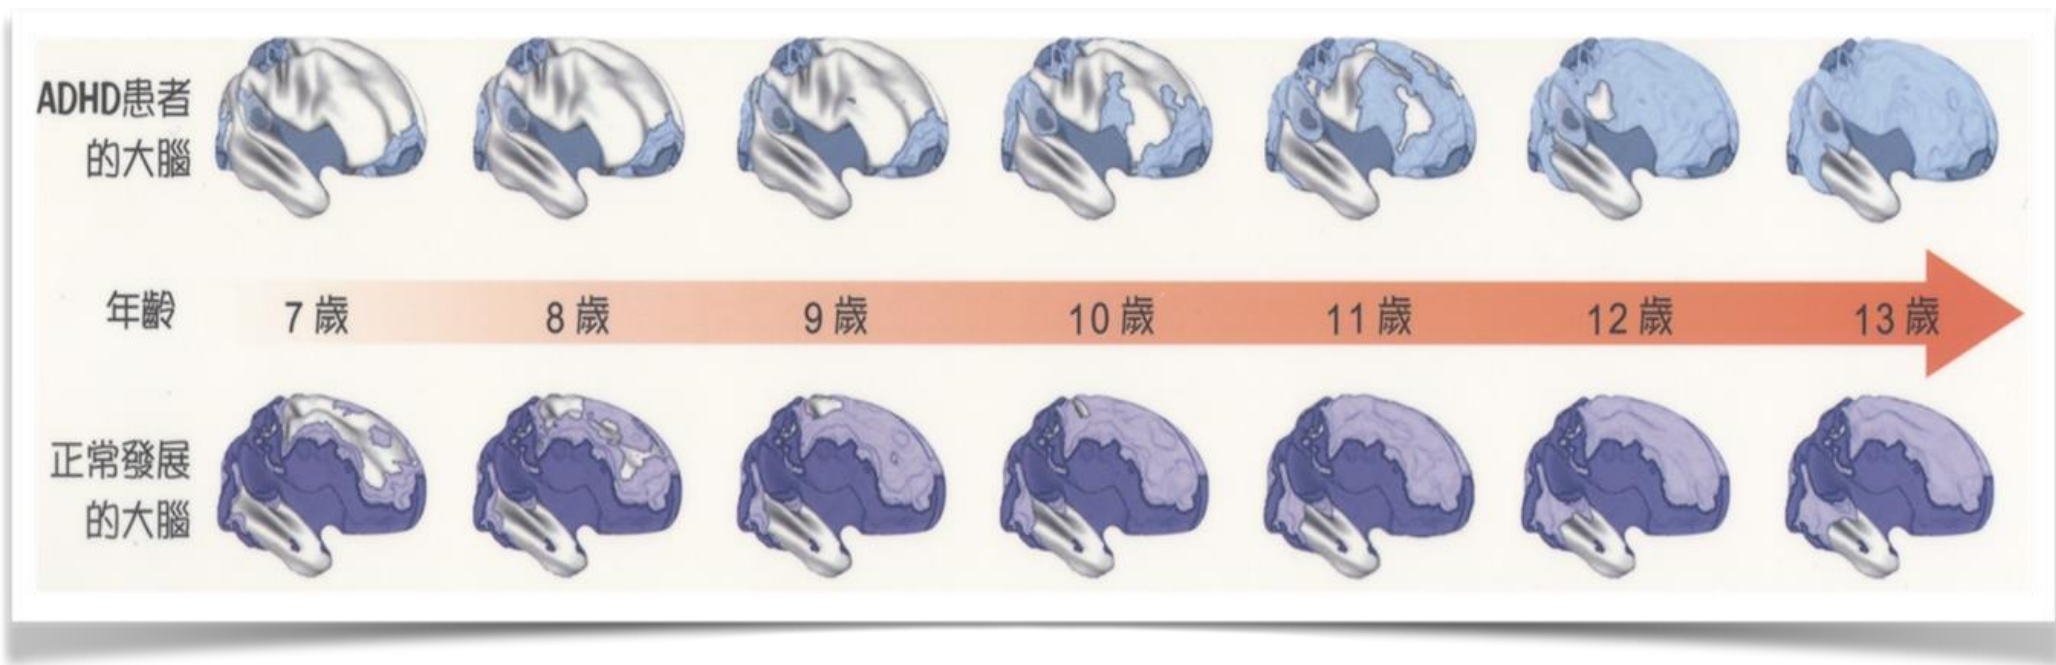 ADHD患者
的大腦
年齡
7 歲
8 歲
9 歲
10 歲
11 歲
12 歲
13 歲
正常發展
的大腦